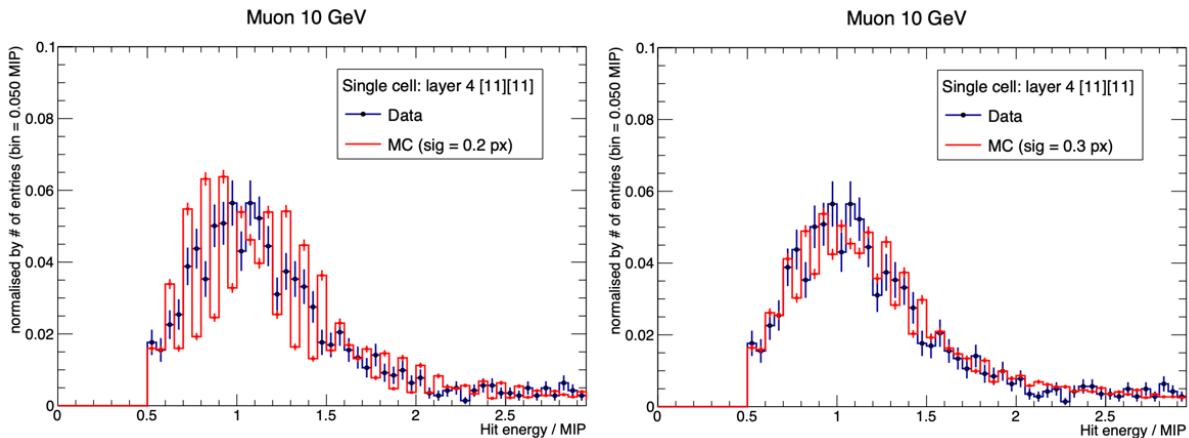 Muon 10 GeV
normalised by # of entries (bin = 0.050 MIP)
0.1
0.08
0.06
0.04
0.02
0
Single cell: layer 4 [11][11]
Data
MC (sig = 0.2 px)
0 0.5 1 1.5 2 2.5
Hit energy / MIP
Muon 10 GeV
normalised by # of entries (bin = 0.050 MIP)
0.1
0.08
0.06
0.04
0.02
0
Single cell: layer 4 [11][11]
Data
MC (sig = 0.3 px)
0 0.5 1 1.5 2 2.5
Hit energy / MIP